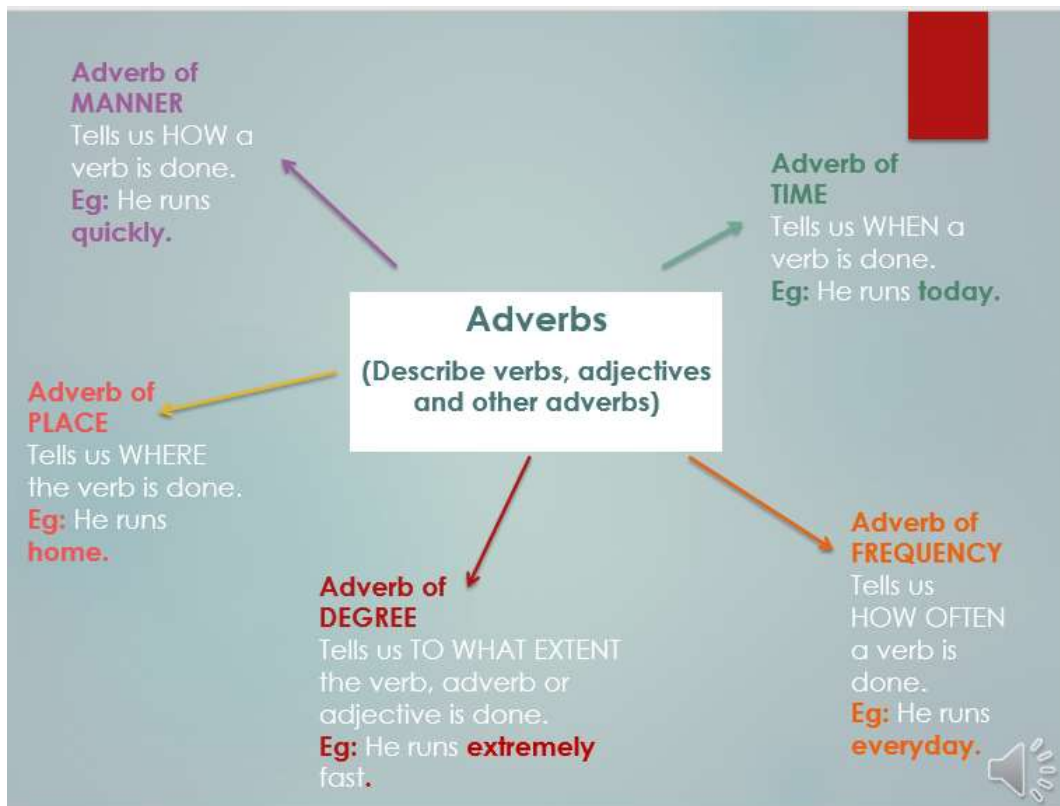 Adverb of
MANNER
Tells us HOW a
verb is done.
Eg: He runs
quickly.
Adverb of
TIME
Tells us WHEN a
verb is done.
Eg: He runs today.
Adverbs
(Describe verbs, adjectives
and other adverbs)
Adverb of
PLACE
Tells us WHERE
the verb is done.
Eg: He runs
home.
Adverb of
DEGREE
Tells us TO WHAT EXTENT
the verb, adverb or
adjective is done.
Eg: He runs extremely
fast.
Adverb of
FREQUENCY
Tells us
HOW OFTEN
a verb is
done.
Eg: He runs
everyday.